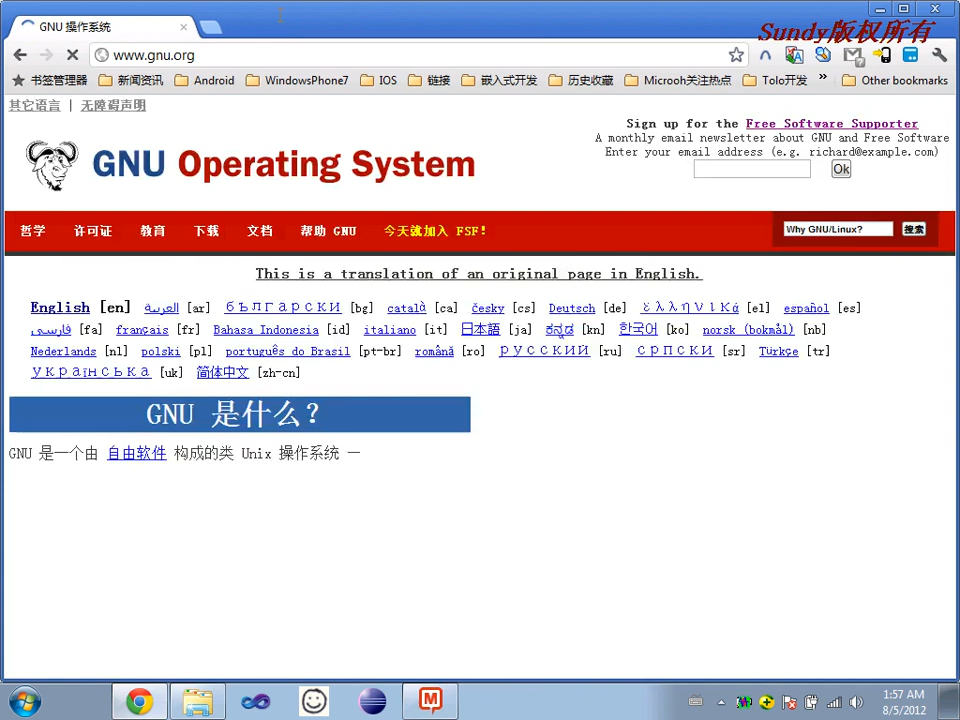 GNU 操作系统
Sundy版权所有
www.gnu.org
书签管理器 新闻资讯 Android WindowsPhone7 IOS 链接 嵌入式开发 历史收藏 Microoh关注热点 Tolo开发 » Other bookmarks
其它语言 | 无障碍声明
Sign up for the Free Software Supporter
A monthly email newsletter about GNU and Free Software
Enter your email address (e.g. richard@example.com)
Ok
GNU Operating System
哲学 许可证 教育 下载 文档 帮助 GNU 今天就加入 FSF!
Why GNU/Linux? 搜索
This is a translation of an original page in English.
English [en] العربية [ar] български [bg] català [ca] česky [cs] Deutsch [de] ελληνικά [el] español [es]
فارسی [fa] français [fr] Bahasa Indonesia [id] italiano [it] 日本語 [ja] ಕನ್ನಡ [kn] 한국어 [ko] norsk (bokmål) [nb]
Nederlands [nl] polski [pl] português do Brasil [pt-br] română [ro] русский [ru] српски [sr] Türkçe [tr]
українська [uk] 简体中文 [zh-cn]
GNU 是什么？
GNU 是一个由 自由软件 构成的类 Unix 操作系统 —
1:57 AM
8/5/2012